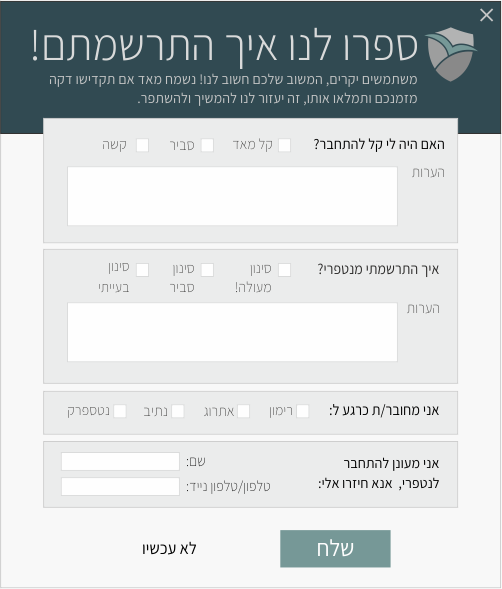 ספרו לנו איך התרשמתם!
משתמשים יקרים, המשוב שלכם חשוב לנו! נשמח מאד אם תקדישו דקה
מזמנכם ותמלאו אותו, זה יעזור לנו להמשיך ולהשתפר.
האם היה לי קל להתחבר? קל מאד סביר קשה
הערות
איך התרשמתי מנטפרי? סינון מעולה! סינון סביר סינון בעייתי
הערות
אני מחובר/ת כרגע ל: רימון אתרוג נתיב נטספרק
אני מעונן להתחבר
לנטפרי, אנא חיזרו אלי:
שם:
טלפון/טלפון נייד:
שלח
לא עכשיו